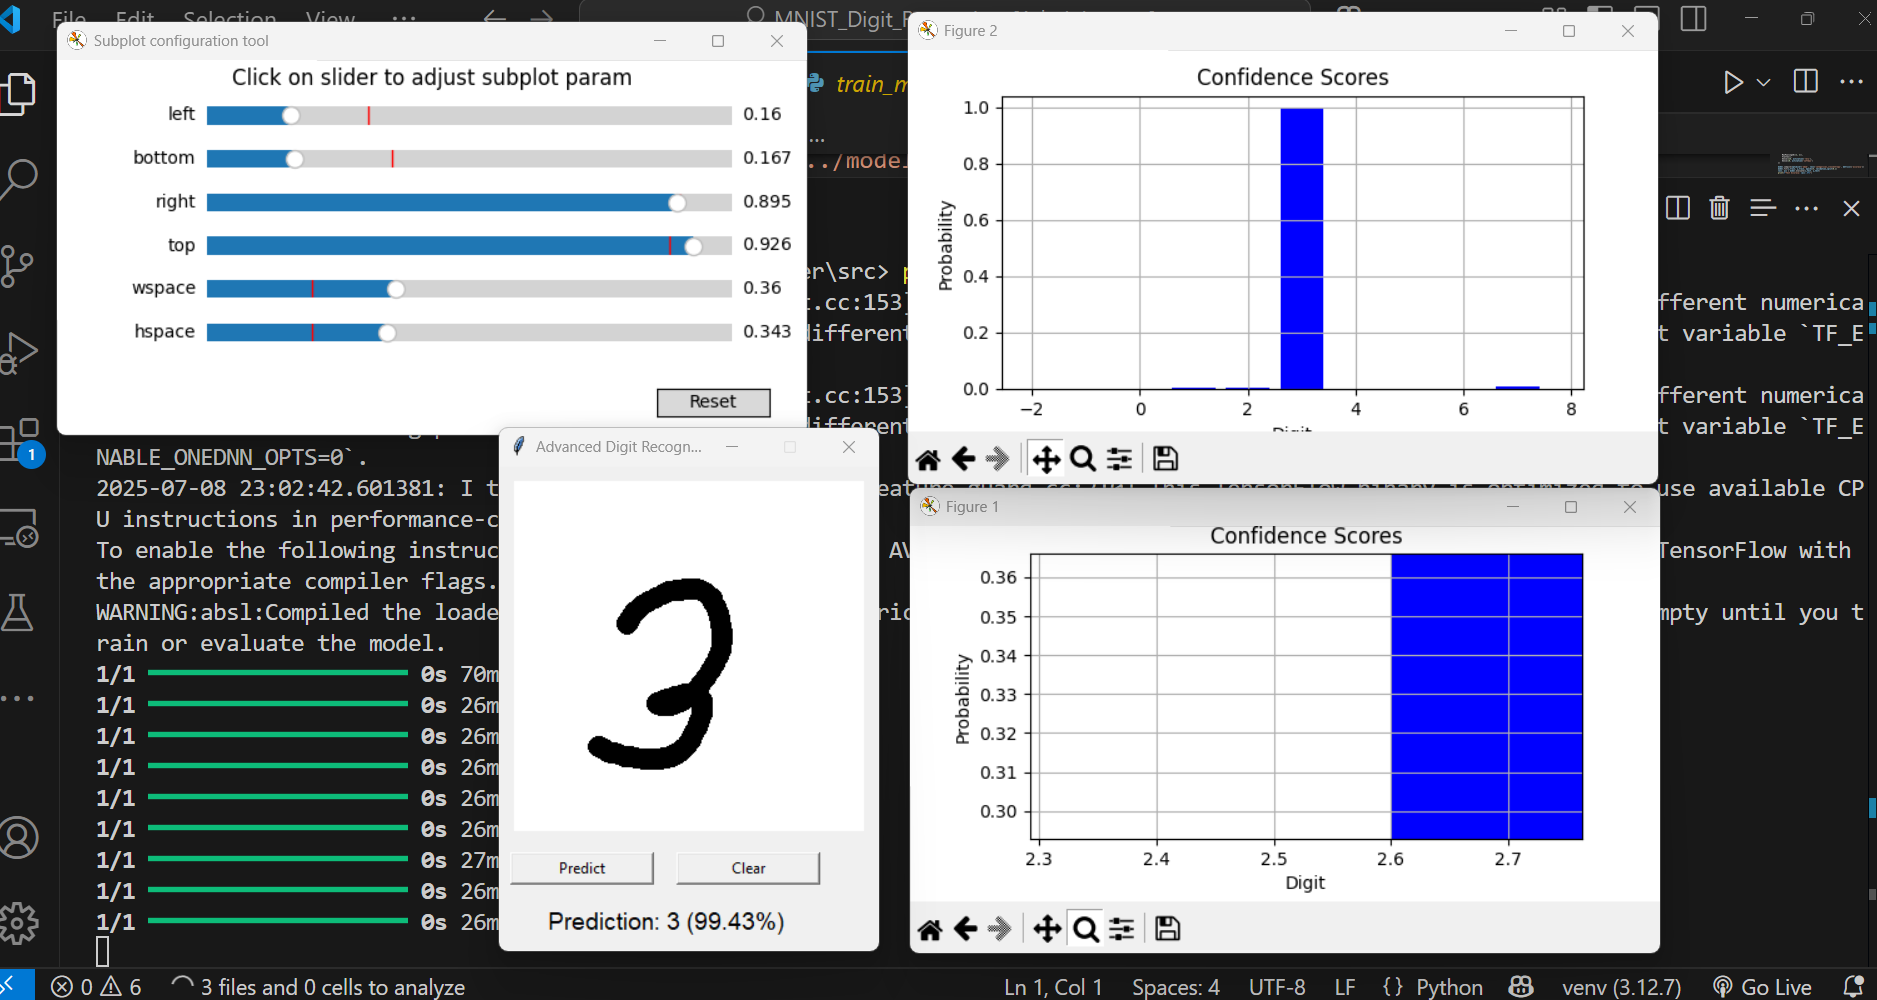 File Edit Selection View ...
MNIST_Digit_
Subplot configuration tool
Click on slider to adjust subplot param
left 0.16
bottom 0.167
right 0.895
top 0.926
wspace 0.36
hspace 0.343
Reset
train_m
...
../model
er\src> p
t.cc:153] fferent numerica
different t variable `TF_E
t.cc:153] fferent numerica
different t variable `TF_E
NABLE_ONEDNN_OPTS=0`.
2025-07-08 23:02:42.601381: I t use available CP
U instructions in performance-c
To enable the following instruc AV TensorFlow with
the appropriate compiler flags.
WARNING:absl:Compiled the loade ric mpty until you t
rain or evaluate the model.
1/1 0s 70m
1/1 0s 26m
1/1 0s 26m
1/1 0s 26m
1/1 0s 26m
1/1 0s 26m
1/1 0s 27m
1/1 0s 26m
1/1 0s 26m
Figure 2
Confidence Scores
Probability
1.0
0.8
0.6
0.4
0.2
0.0
−2 0 2 4 6 8
Digit
Figure 1
Confidence Scores
Probability
0.36
0.35
0.34
0.33
0.32
0.31
0.30
2.3 2.4 2.5 2.6 2.7
Digit
Advanced Digit Recogn...
3
Predict Clear
Prediction: 3 (99.43%)
1
0 6 3 files and 0 cells to analyze Ln 1, Col 1 Spaces: 4 UTF-8 LF {} Python venv (3.12.7) Go Live